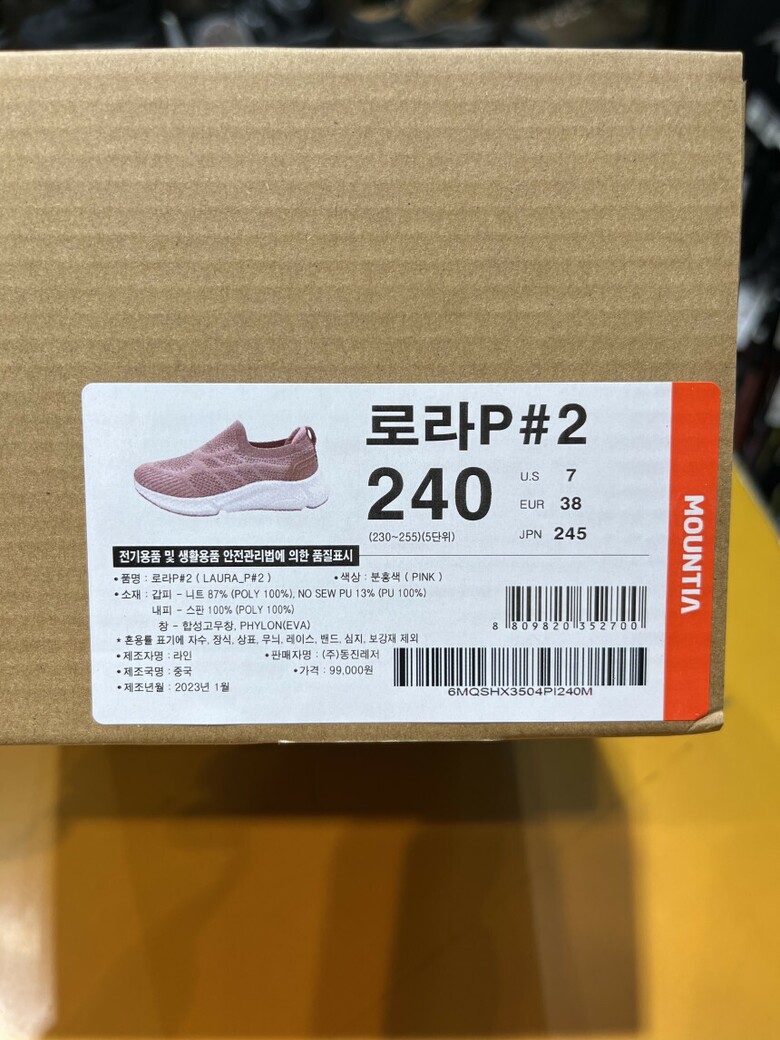 로라P#2
240
U.S 7
EUR 38
JPN 245
(230~255)(5단위)
전기용품 및 생활용품 안전관리법에 의한 품질표시
•품명 : 로라P#2 ( LAURA_P#2 ) •색상 : 분홍색 ( PINK )
•소재 : 갑피 - 니트 87% (POLY 100%), NO SEW PU 13% (PU 100%)
내피 - 스판 100% (POLY 100%)
창 - 합성고무창, PHYLON(EVA)
* 혼용률 표기에 자수, 장식, 상표, 무늬, 레이스, 밴드, 심지, 보강재 제외
•제조자명 : 라인 •판매자명 : (주)동진레저
•제조국명 : 중국 •가격 : 99,000원
•제조년월 : 2023년 1월
8 809820 352700
6MQSHX3504PI240M
MOUNTIA